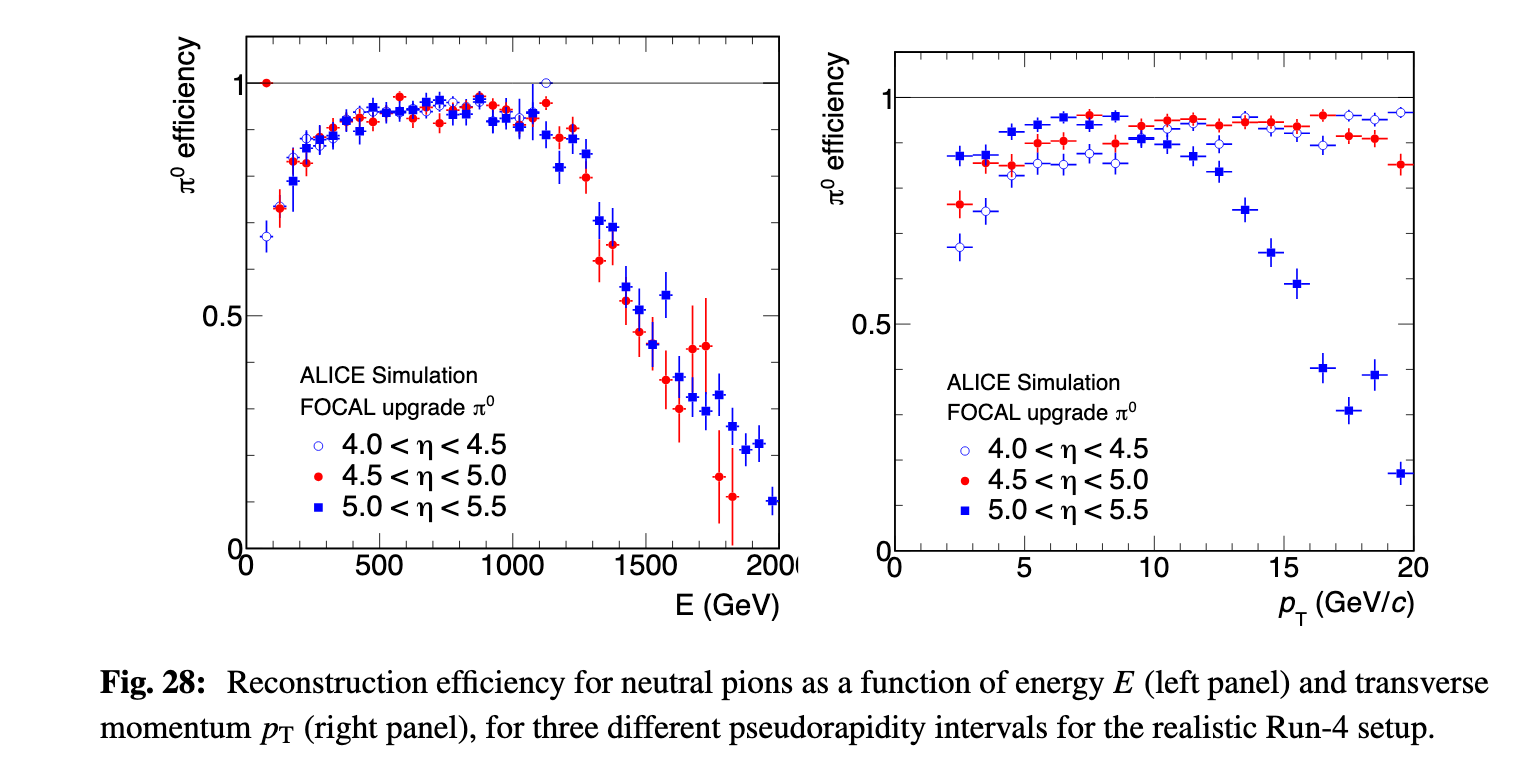 π⁰ efficiency
1
0.5
0
0 500 1000 1500 200
E (GeV)
ALICE Simulation
FOCAL upgrade π⁰
4.0 < η < 4.5
4.5 < η < 5.0
5.0 < η < 5.5
π⁰ efficiency
1
0.5
0
0 5 10 15 20
p_T (GeV/c)
ALICE Simulation
FOCAL upgrade π⁰
4.0 < η < 4.5
4.5 < η < 5.0
5.0 < η < 5.5
Fig. 28: Reconstruction efficiency for neutral pions as a function of energy E (left panel) and transverse
momentum p_T (right panel), for three different pseudorapidity intervals for the realistic Run-4 setup.